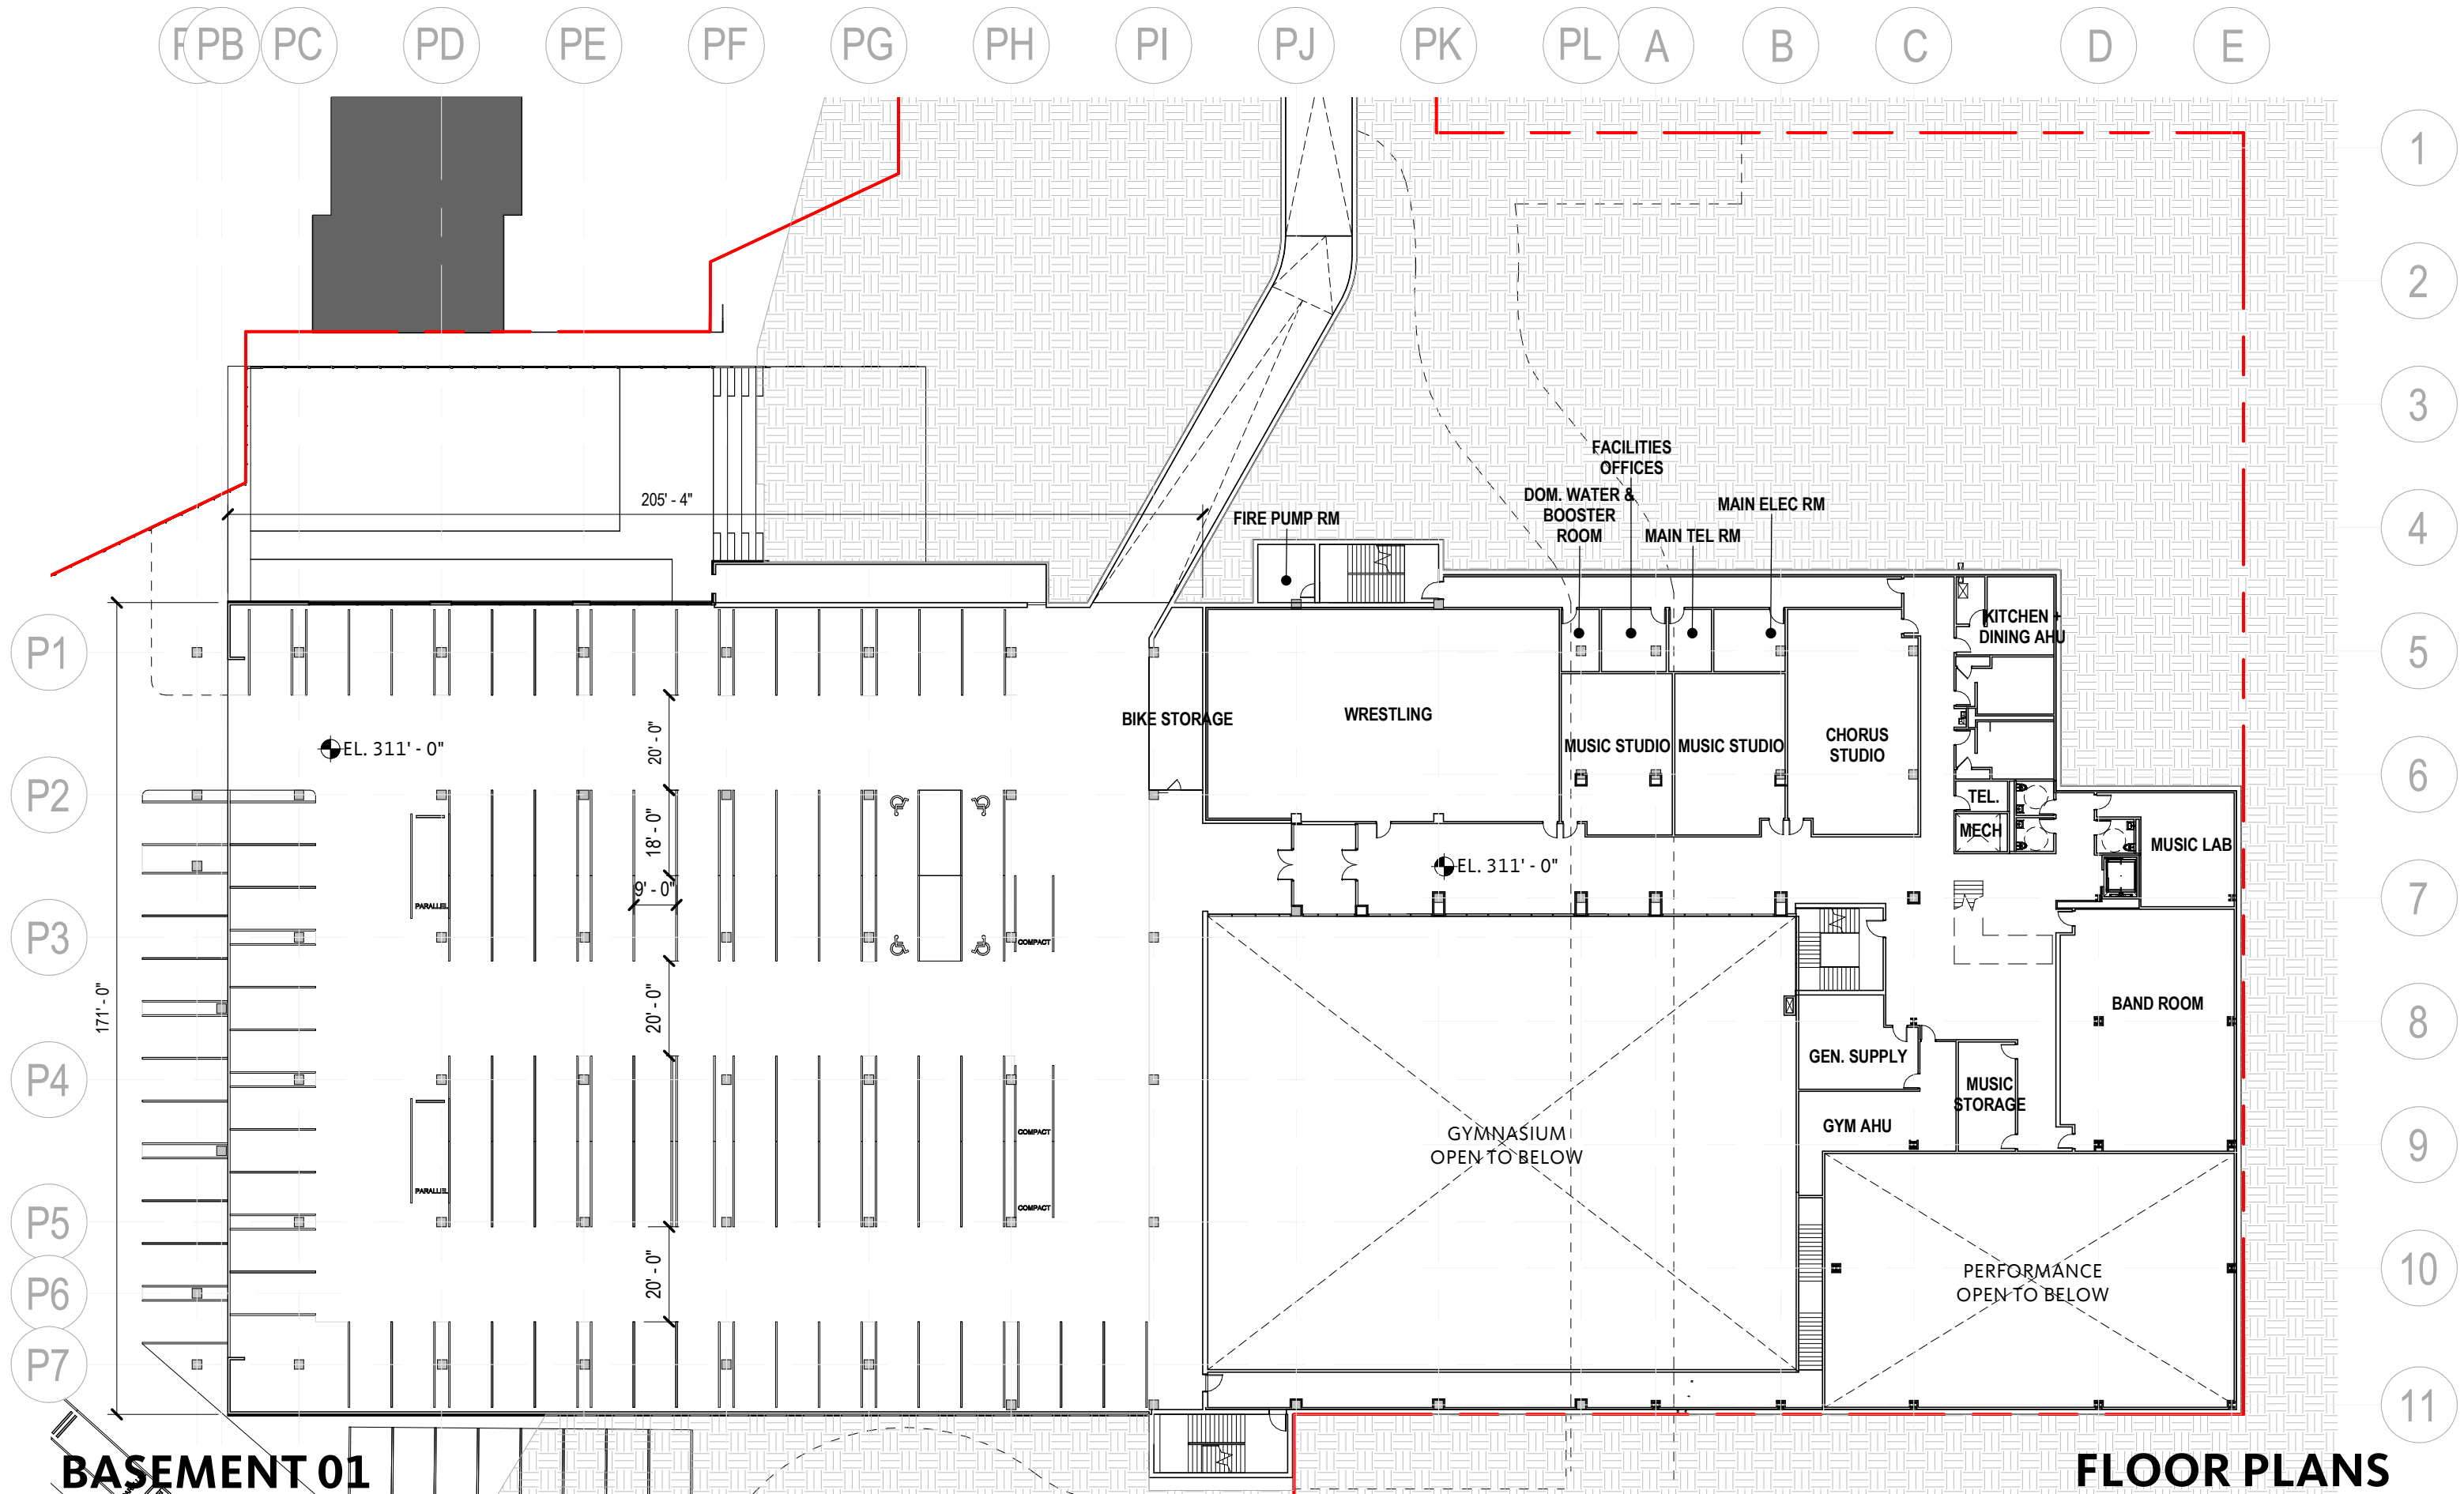 PB
PC
PD
PE
PF
PG
PH
PI
PJ
PK
PL
A
B
C
D
E
1
2
3
4
5
6
7
8
9
10
11
P1
P2
P3
P4
P5
P6
P7
205' - 4"
171' - 0"
FIRE PUMP RM
DOM. WATER &
BOOSTER
ROOM
FACILITIES
OFFICES
MAIN TEL RM
MAIN ELEC RM
KITCHEN +
DINING AHU
BIKE STORAGE
WRESTLING
MUSIC STUDIO
MUSIC STUDIO
CHORUS
STUDIO
EL. 311' - 0"
20' - 0"
18' - 0"
9' - 0"
20' - 0"
20' - 0"
PARALLEL
COMPACT
COMPACT
PARALLEL
COMPACT
TEL.
MECH
MUSIC LAB
EL. 311' - 0"
BAND ROOM
GEN. SUPPLY
MUSIC
STORAGE
GYM AHU
GYMNASIUM
OPEN TO BELOW
PERFORMANCE
OPEN TO BELOW
BASEMENT 01
FLOOR PLANS